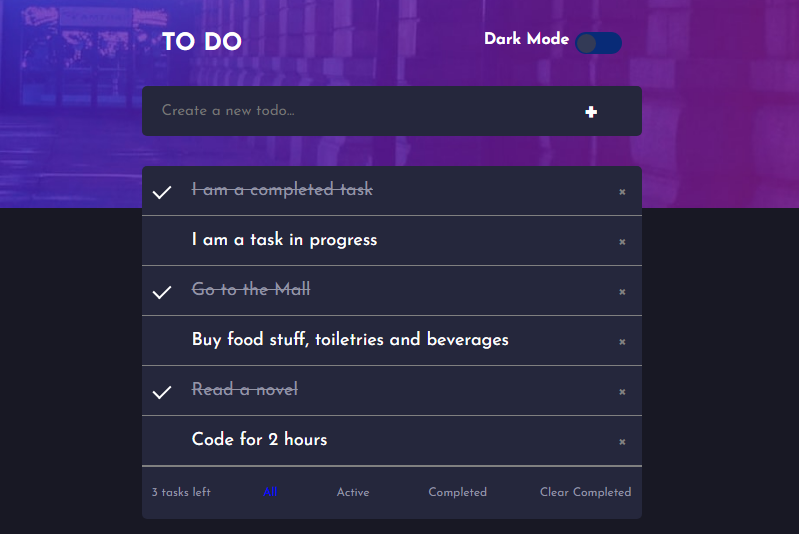 TO DO
Dark Mode
Create a new todo...
+
I am a completed task
×
I am a task in progress
×
Go to the Mall
×
Buy food stuff, toiletries and beverages
×
Read a novel
×
Code for 2 hours
×
3 tasks left All Active Completed Clear Completed